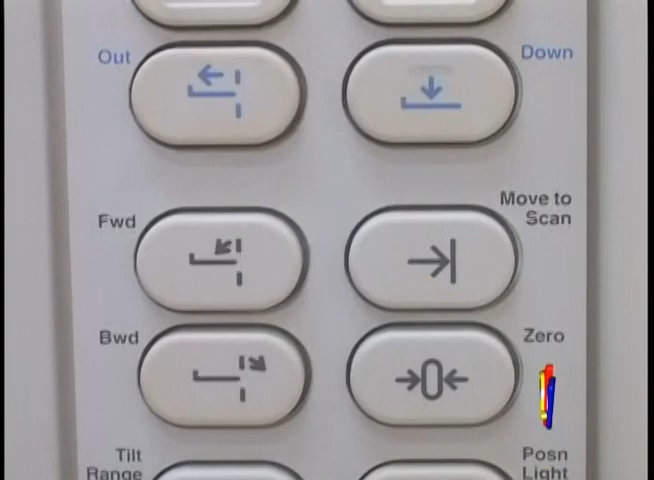 Out
Down
Move to
Scan
Fwd
Bwd
Zero
Tilt
Range
Posn
Light